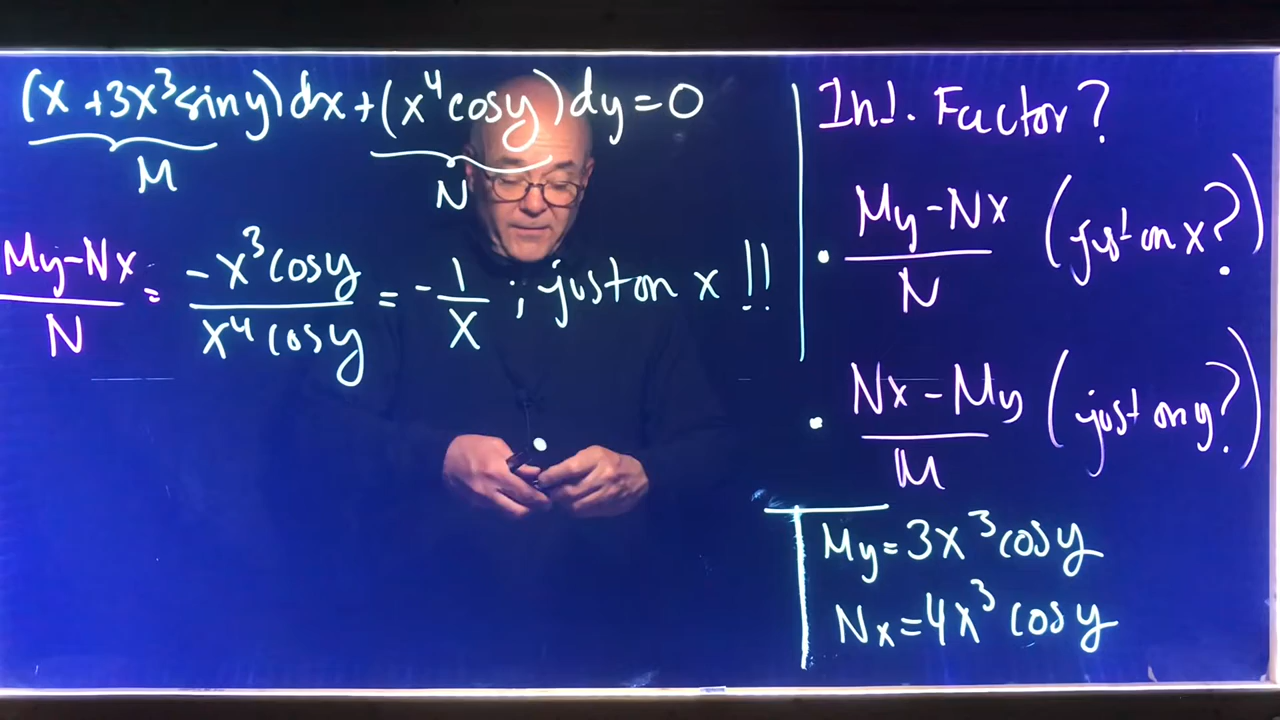 (x + 3x³ sin y) dx + (x⁴ cos y) dy = 0
M N
(My - Nx)/N = (-x³ cos y)/(x⁴ cos y) = -1/x ; just on x !!
Int. Factor?
• (My - Nx)/N (just on x?)
• (Nx - My)/M (just on y?)
My = 3x³ cos y
Nx = 4x³ cos y